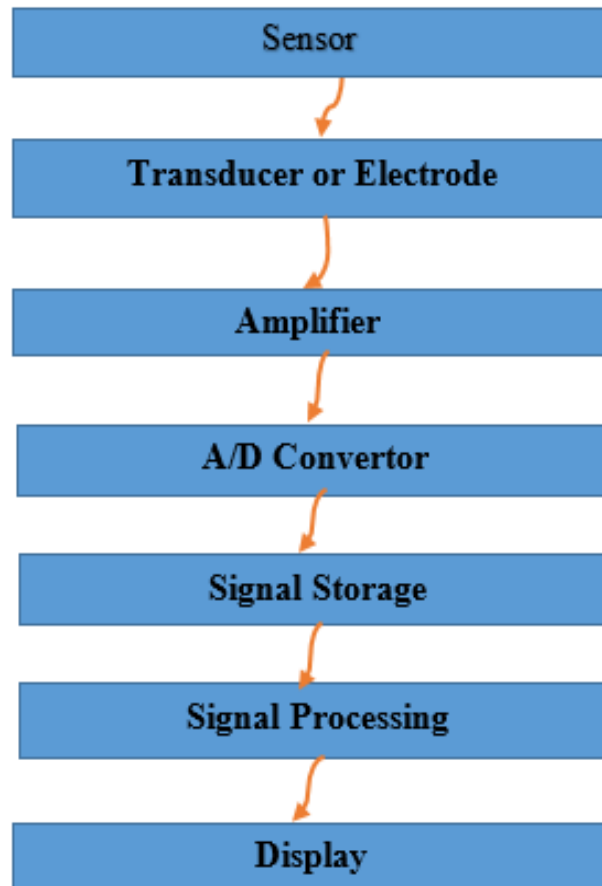 Sensor
Transducer or Electrode
Amplifier
A/D Convertor
Signal Storage
Signal Processing
Display